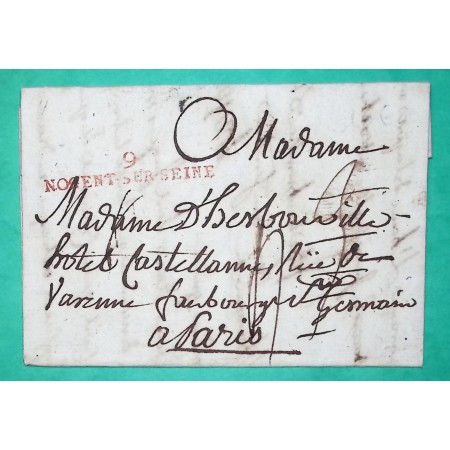 Madame
9
NOGENT-SUR-SEINE
Madame D'herbouville
hotel Castellanne, Rüe de
Varenne faubourg St
Germain
a Paris